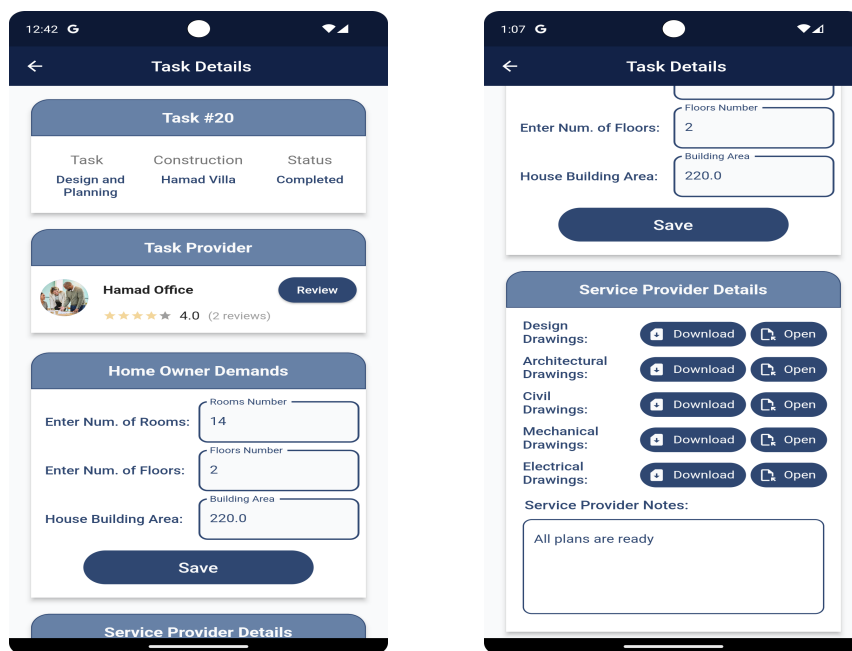 12:42 G
Task Details
Task #20
Task Construction Status
Design and Planning Hamad Villa Completed
Task Provider
Hamad Office
Review
4.0 (2 reviews)
Home Owner Demands
Rooms Number
Enter Num. of Rooms: 14
Floors Number
Enter Num. of Floors: 2
Building Area
House Building Area: 220.0
Save
Service Provider Details
1:07 G
Task Details
Floors Number
Enter Num. of Floors: 2
Building Area
House Building Area: 220.0
Save
Service Provider Details
Design
Drawings: Download Open
Architectural
Drawings: Download Open
Civil
Drawings: Download Open
Mechanical
Drawings: Download Open
Electrical
Drawings: Download Open
Service Provider Notes:
All plans are ready